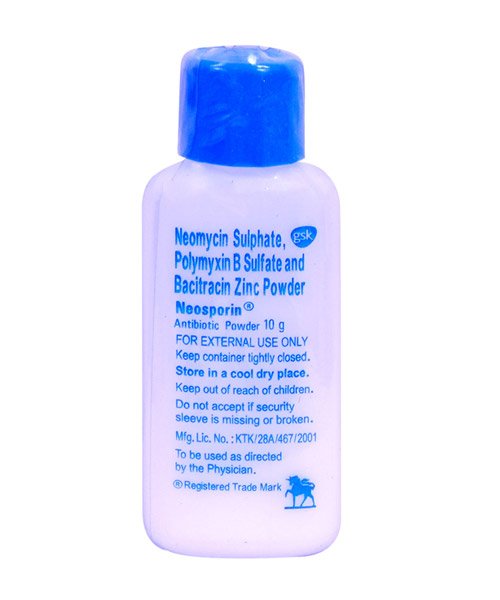 Neomycin Sulphate, gsk
Polymyxin B Sulfate and
Bacitracin Zinc Powder
Neosporin®
Antibiotic Powder 10 g
FOR EXTERNAL USE ONLY
Keep container tightly closed.
Store in a cool dry place.
Keep out of reach of children.
Do not accept if security
sleeve is missing or broken.
Mfg. Lic. No. : KTK/28A/467/2001
To be used as directed
by the Physician.
® Registered Trade Mark